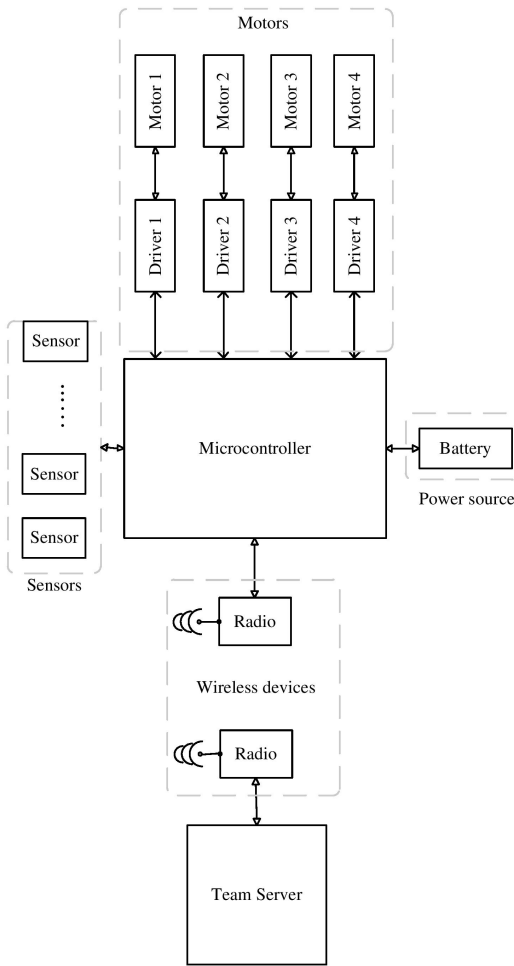 Motors
Motor 1
Motor 2
Motor 3
Motor 4
Driver 1
Driver 2
Driver 3
Driver 4
Sensor
Sensor
Sensor
Sensors
Microcontroller
Battery
Power source
Radio
Wireless devices
Radio
Team Server